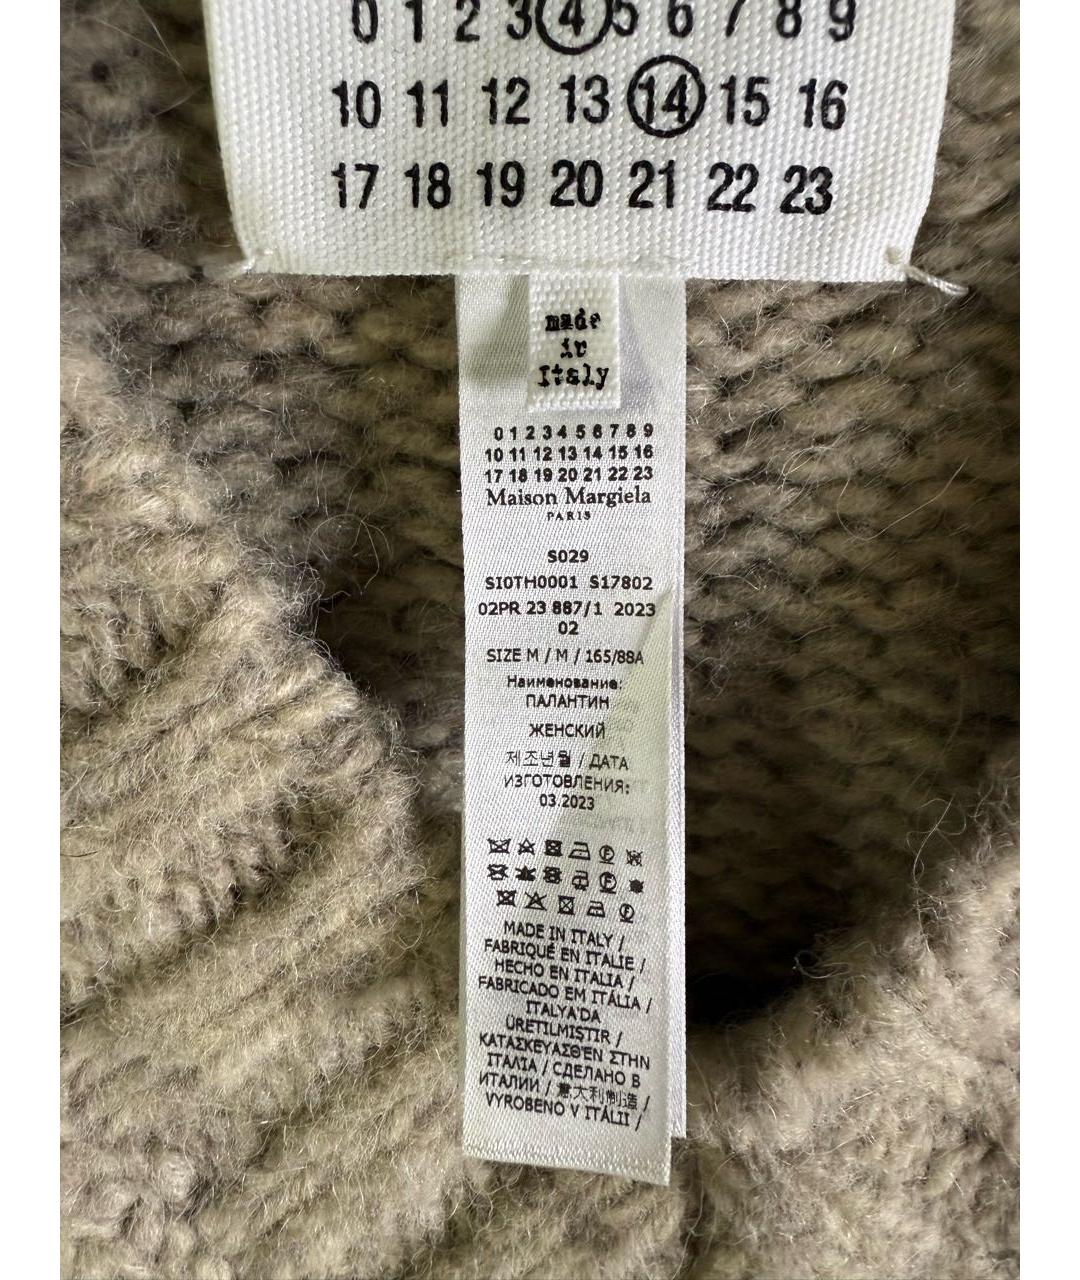 0 1 2 3 4 5 6 7 8 9
10 11 12 13 14 15 16
17 18 19 20 21 22 23
made
in
Italy
0 1 2 3 4 5 6 7 8 9
10 11 12 13 14 15 16
17 18 19 20 21 22 23
Maison Margiela
PARIS
S029
SI0TH0001 S17802
02PR 23 887/1 2023
02
SIZE M / M / 165/88A
Наименование:
ПАЛАНТИН
ЖЕНСКИЙ
제조년월 / ДАТА
ИЗГОТОВЛЕНИЯ:
03.2023
MADE IN ITALY /
FABRIQUÉ EN ITALIE /
HECHO EN ITALIA /
FABRICADO EM ITÁLIA /
ITALYA'DA
ÜRETILMISTIR /
ΚΑΤΑΣΚΕΥΑΣΘΈΝ ΣΤΗΝ
ΙΤΑΛΊΑ / СДЕЛАНО В
ИТАЛИИ / 意大利制造 /
VYROBENO V ITÁLII /